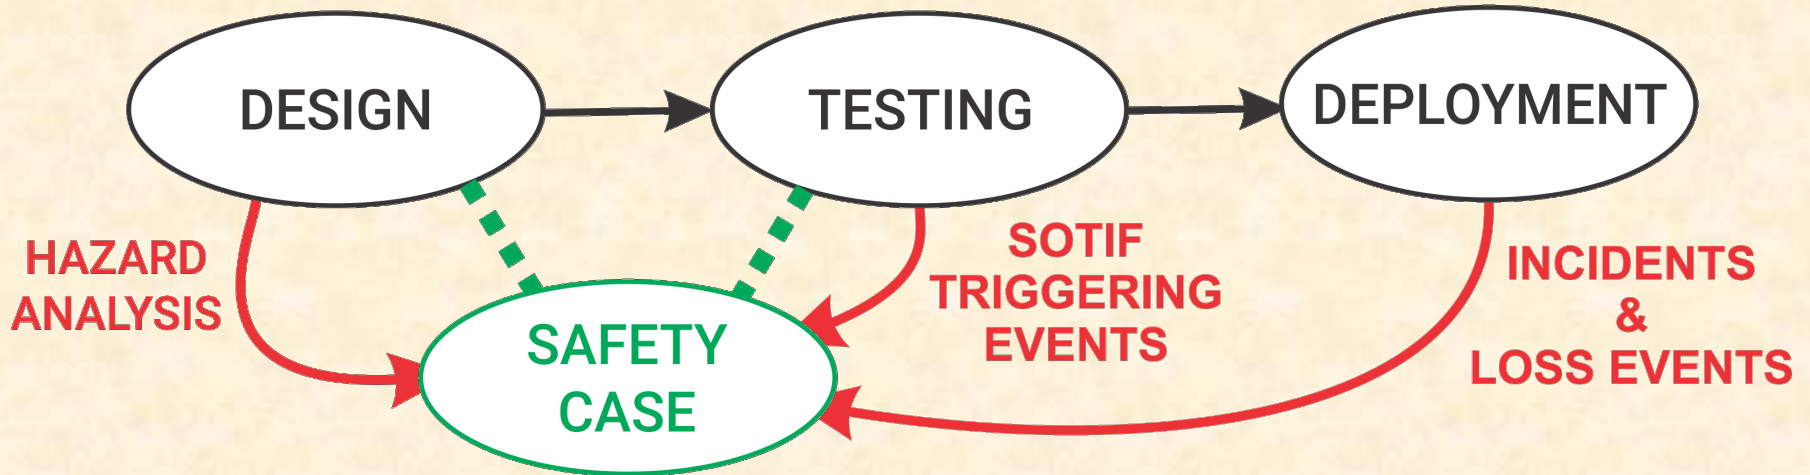 DESIGN
TESTING
DEPLOYMENT
HAZARD
ANALYSIS
SOTIF
TRIGGERING
EVENTS
INCIDENTS
&
LOSS EVENTS
SAFETY
CASE